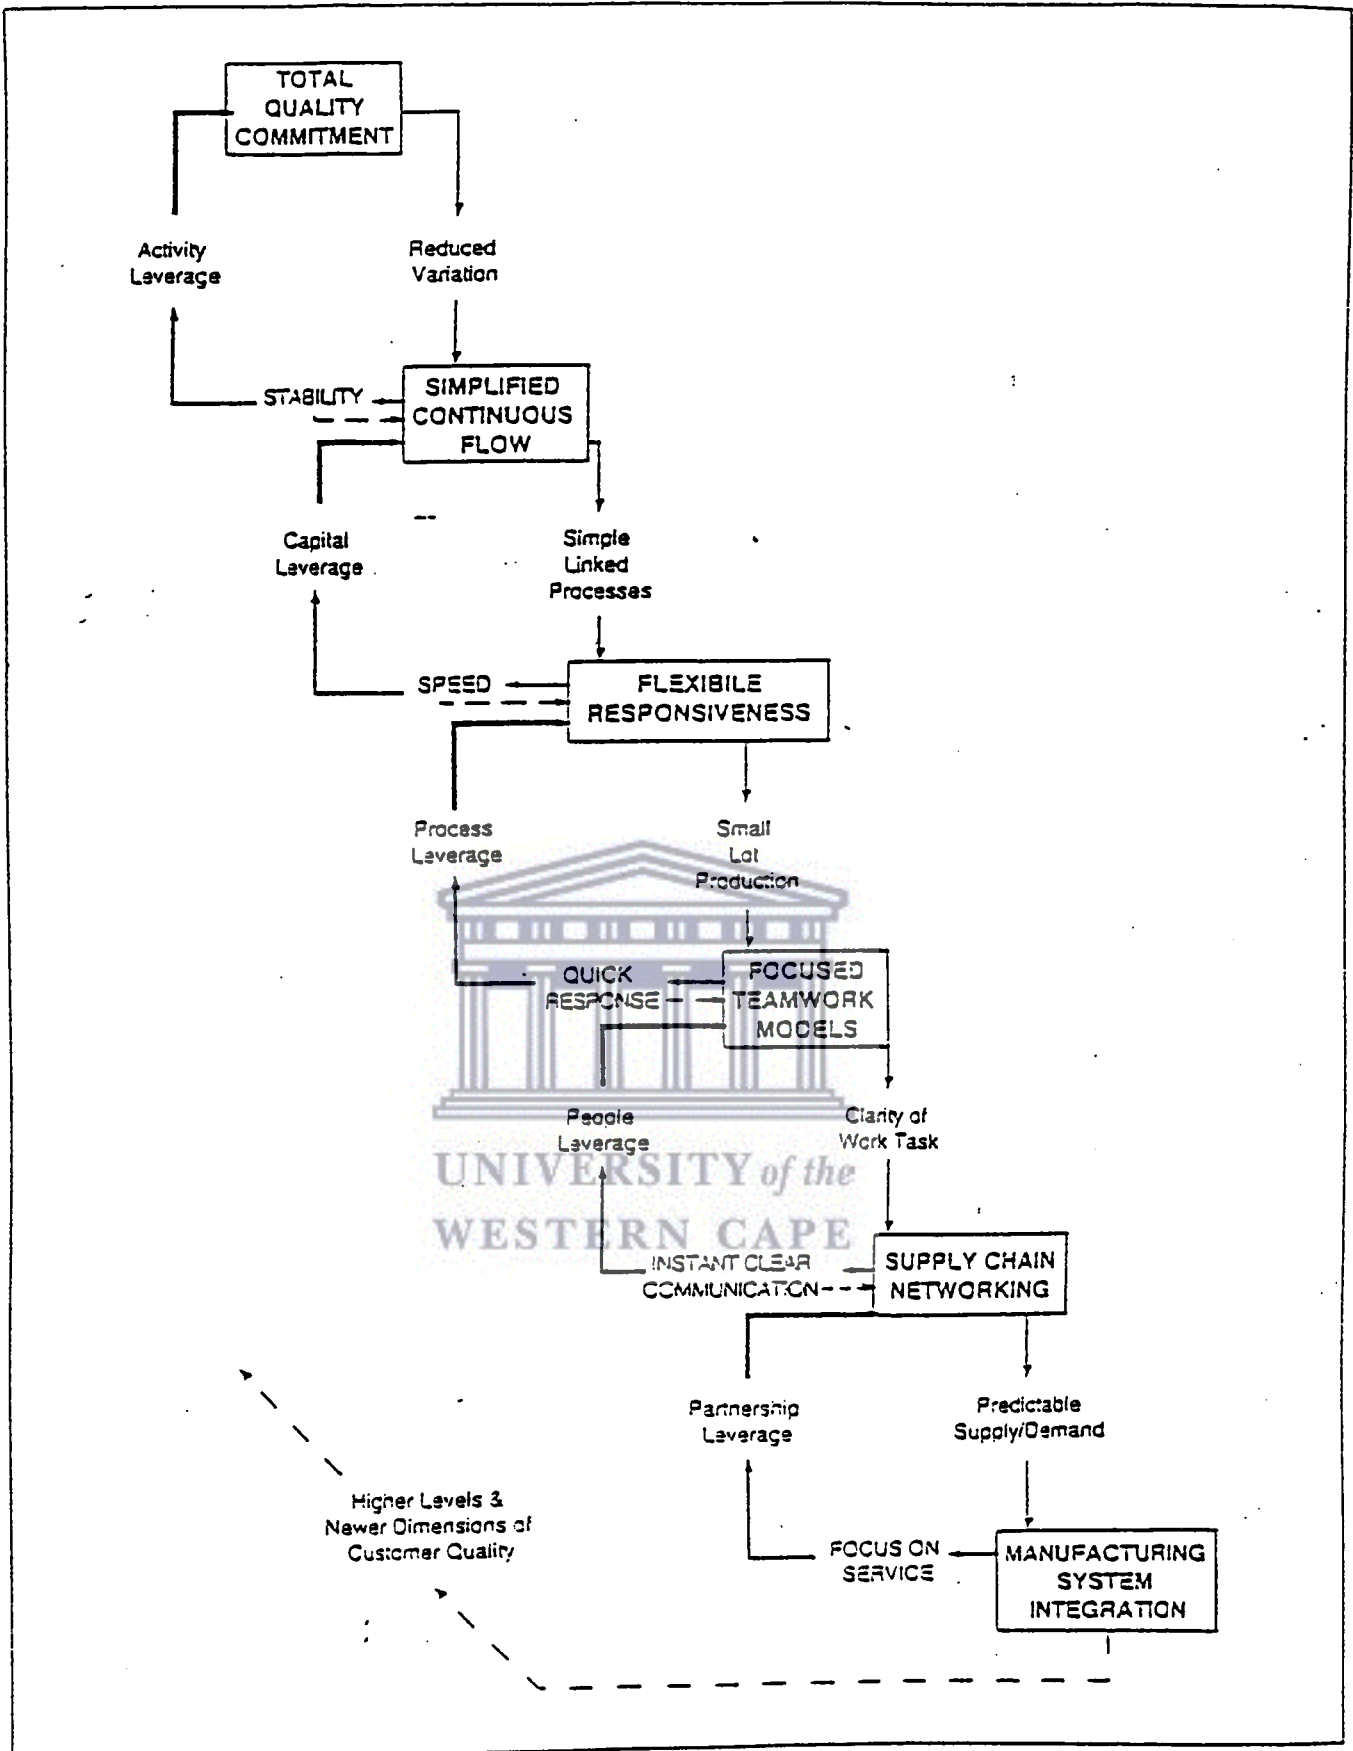 TOTAL
QUALITY
COMMITMENT
Activity
Leverage
Reduced
Variation
STABILITY
SIMPLIFIED
CONTINUOUS
FLOW
Capital
Leverage
Simple
Linked
Processes
SPEED
FLEXIBILE
RESPONSIVENESS
Process
Leverage
Small
Lot
Production
QUICK
RESPONSE
FOCUSED
TEAMWORK
MODELS
People
Leverage
Clarity of
Work Task
UNIVERSITY of the
WESTERN CAPE
INSTANT CLEAR
COMMUNICATION
SUPPLY CHAIN
NETWORKING
Partnership
Leverage
Predictable
Supply/Demand
Higher Levels &
Newer Dimensions of
Customer Quality
FOCUS ON
SERVICE
MANUFACTURING
SYSTEM
INTEGRATION